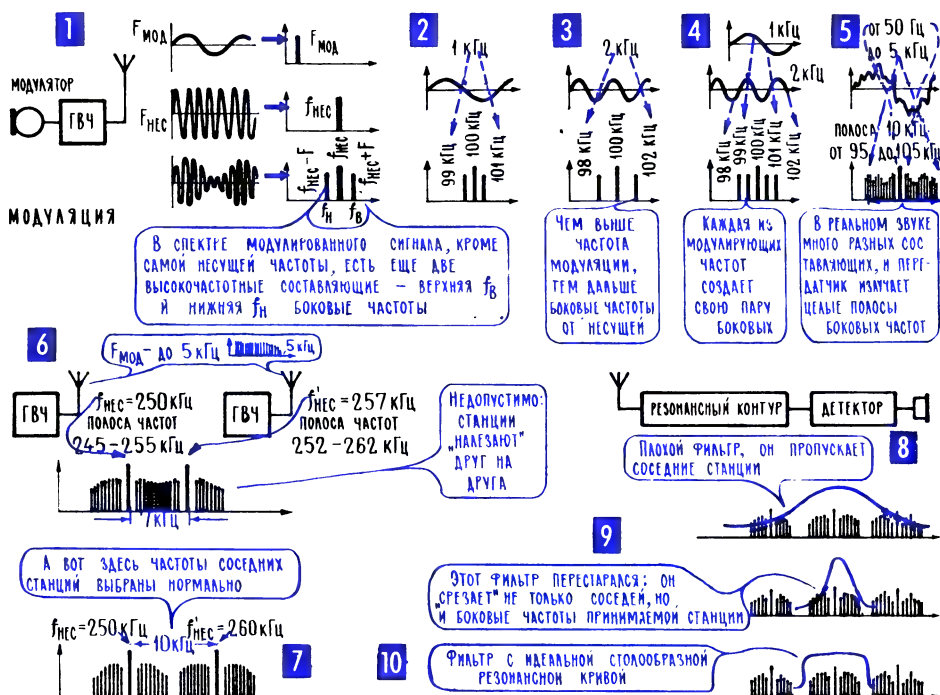 1
Fмод
Fмод
МОДУЛЯТОР
ГВЧ
Fнес
fнес
fнес−F
fнес
fнес+F
fн
fв
МОДУЛЯЦИЯ
В СПЕКТРЕ МОДУЛИРОВАННОГО СИГНАЛА, КРОМЕ
САМОЙ НЕСУЩЕЙ ЧАСТОТЫ, ЕСТЬ ЕЩЕ ДВЕ
ВЫСОКОЧАСТОТНЫЕ СОСТАВЛЯЮЩИЕ – ВЕРХНЯЯ fв
И НИЖНЯЯ fн БОКОВЫЕ ЧАСТОТЫ
2
1 кГц
99 кГц
100 кГц
101 кГц
3
2 кГц
98 кГц
100 кГц
102 кГц
ЧЕМ ВЫШЕ
ЧАСТОТА
МОДУЛЯЦИИ,
ТЕМ ДАЛЬШЕ
БОКОВЫЕ ЧАСТОТЫ
ОТ НЕСУЩЕЙ
4
1 кГц
2 кГц
98 кГц
99 кГц
100 кГц
101 кГц
102 кГц
КАЖДАЯ ИЗ
МОДУЛИРУЮЩИХ
ЧАСТОТ
СОЗДАЕТ
СВОЮ ПАРУ
БОКОВЫХ
5
от 50 Гц
до 5 кГц
ПОЛОСА 10 кГц
ОТ 95 ДО 105 кГц
В РЕАЛЬНОМ ЗВУКЕ
МНОГО РАЗНЫХ СОС
ТАВЛЯЮЩИХ, И ПЕРЕ-
ДАТЧИК ИЗЛУЧАЕТ
ЦЕЛЫЕ ПОЛОСЫ
БОКОВЫХ ЧАСТОТ
6
Fмод – ДО 5 кГц
5 кГц
ГВЧ
fнес=250 кГц
ПОЛОСА ЧАСТОТ
245–255 кГц
ГВЧ
f'нес=257 кГц
ПОЛОСА ЧАСТОТ
252–262 кГц
7 кГц
НЕДОПУСТИМО:
СТАНЦИИ
„НАЛЕЗАЮТ"
ДРУГ НА
ДРУГА
А ВОТ ЗДЕСЬ ЧАСТОТЫ СОСЕДНИХ
СТАНЦИЙ ВЫБРАНЫ НОРМАЛЬНО
fнес=250 кГц
f'нес=260 кГц
10 кГц
7
РЕЗОНАНСНЫЙ КОНТУР
ДЕТЕКТОР
8
ПЛОХОЙ ФИЛЬТР, ОН ПРОПУСКАЕТ
СОСЕДНИЕ СТАНЦИИ
9
ЭТОТ ФИЛЬТР ПЕРЕСТАРАЛСЯ: ОН
„СРЕЗАЕТ" НЕ ТОЛЬКО СОСЕДЕЙ, НО
И БОКОВЫЕ ЧАСТОТЫ ПРИНИМАЕМОЙ СТАНЦИИ
10
ФИЛЬТР С ИДЕАЛЬНОЙ СТОЛООБРАЗНОЙ
РЕЗОНАНСНОЙ КРИВОЙ